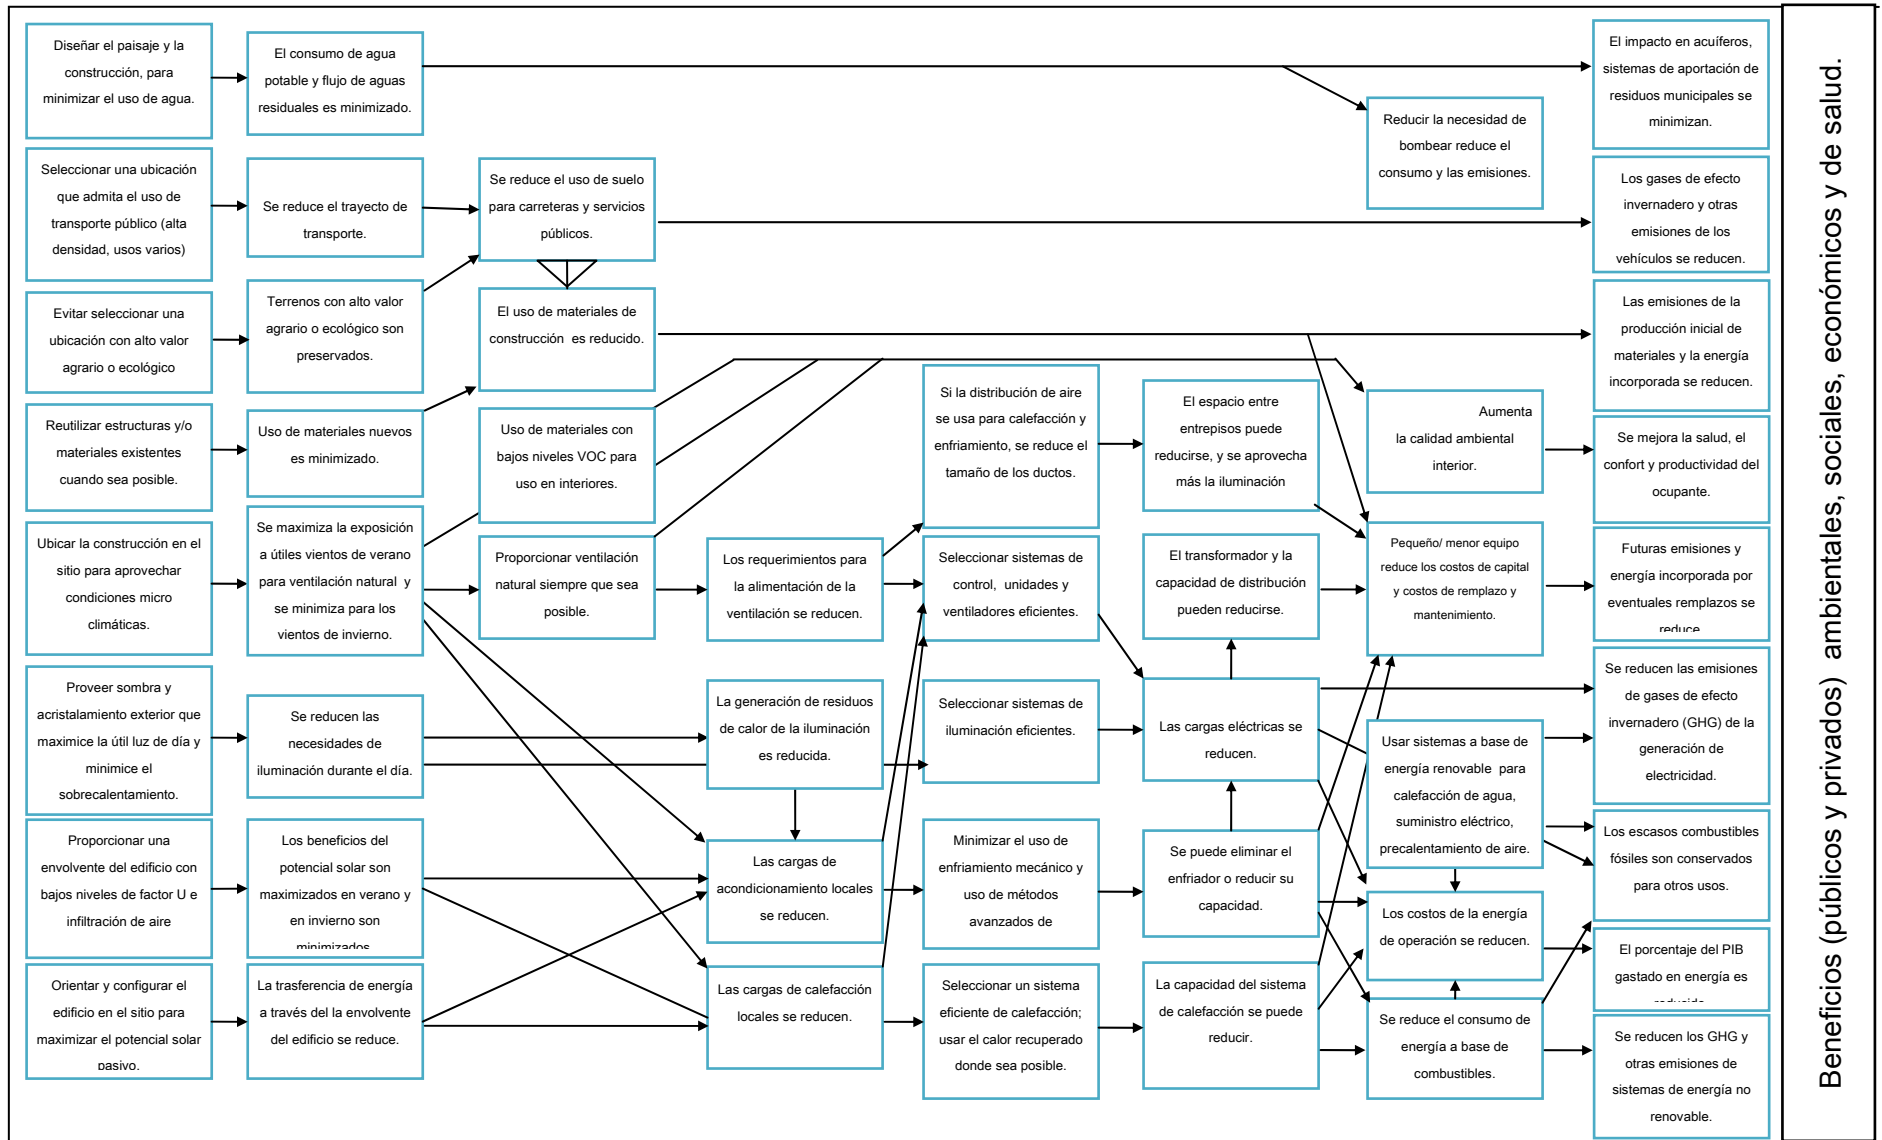 Diseñar el paisaje y la
construcción, para
minimizar el uso de agua.
Seleccionar una ubicación
que admita el uso de
transporte público (alta
densidad, usos varios)
Evitar seleccionar una
ubicación con alto valor
agrario o ecológico
Reutilizar estructuras y/o
materiales existentes
cuando sea posible.
Ubicar la construcción en el
sitio para aprovechar
condiciones micro
climáticas.
Proveer sombra y
acristalamiento exterior que
maximice la útil luz de día y
minimice el
sobrecalentamiento.
Proporcionar una
envolvente del edificio con
bajos niveles de factor U e
infiltración de aire
Orientar y configurar el
edificio en el sitio para
maximizar el potencial solar
pasivo.
El consumo de agua
potable y flujo de aguas
residuales es minimizado.
Se reduce el trayecto de
transporte.
Terrenos con alto valor
agrario o ecológico son
preservados.
Uso de materiales nuevos
es minimizado.
Se maximiza la exposición
a útiles vientos de verano
para ventilación natural y
se minimiza para los
vientos de invierno.
Se reducen las
necesidades de
iluminación durante el día.
Los beneficios del
potencial solar son
maximizados en verano y
en invierno son
minimizados
La trasferencia de energía
a través del la envolvente
del edificio se reduce.
Se reduce el uso de suelo
para carreteras y servicios
públicos.
El uso de materiales de
construcción es reducido.
Uso de materiales con
bajos niveles VOC para
uso en interiores.
Proporcionar ventilación
natural siempre que sea
posible.
Los requerimientos para
la alimentación de la
ventilación se reducen.
La generación de residuos
de calor de la iluminación
es reducida.
Las cargas de
acondicionamiento locales
se reducen.
Las cargas de calefacción
locales se reducen.
Si la distribución de aire
se usa para calefacción y
enfriamiento, se reduce el
tamaño de los ductos.
Seleccionar sistemas de
control, unidades y
ventiladores eficientes.
Seleccionar sistemas de
iluminación eficientes.
Minimizar el uso de
enfriamiento mecánico y
uso de métodos
avanzados de
Seleccionar un sistema
eficiente de calefacción;
usar el calor recuperado
donde sea posible.
El espacio entre
entrepisos puede
reducirse, y se aprovecha
más la iluminación
El transformador y la
capacidad de distribución
pueden reducirse.
Las cargas eléctricas se
reducen.
Se puede eliminar el
enfriador o reducir su
capacidad.
La capacidad del sistema
de calefacción se puede
reducir.
Reducir la necesidad de
bombear reduce el
consumo y las emisiones.
Aumenta
la calidad ambiental
interior.
Pequeño/ menor equipo
reduce los costos de capital
y costos de remplazo y
mantenimiento.
Usar sistemas a base de
energía renovable para
calefacción de agua,
suministro eléctrico,
precalentamiento de aire.
Los costos de la energía
de operación se reducen.
Se reduce el consumo de
energía a base de
combustibles.
El impacto en acuíferos,
sistemas de aportación de
residuos municipales se
minimizan.
Los gases de efecto
invernadero y otras
emisiones de los
vehículos se reducen.
Las emisiones de la
producción inicial de
materiales y la energía
incorporada se reducen.
Se mejora la salud, el
confort y productividad del
ocupante.
Futuras emisiones y
energía incorporada por
eventuales remplazos se
reduce
Se reducen las emisiones
de gases de efecto
invernadero (GHG) de la
generación de
electricidad.
Los escasos combustibles
fósiles son conservados
para otros usos.
El porcentaje del PIB
gastado en energía es
reducido
Se reducen los GHG y
otras emisiones de
sistemas de energía no
renovable.
Beneficios (públicos y privados) ambientales, sociales, económicos y de salud.